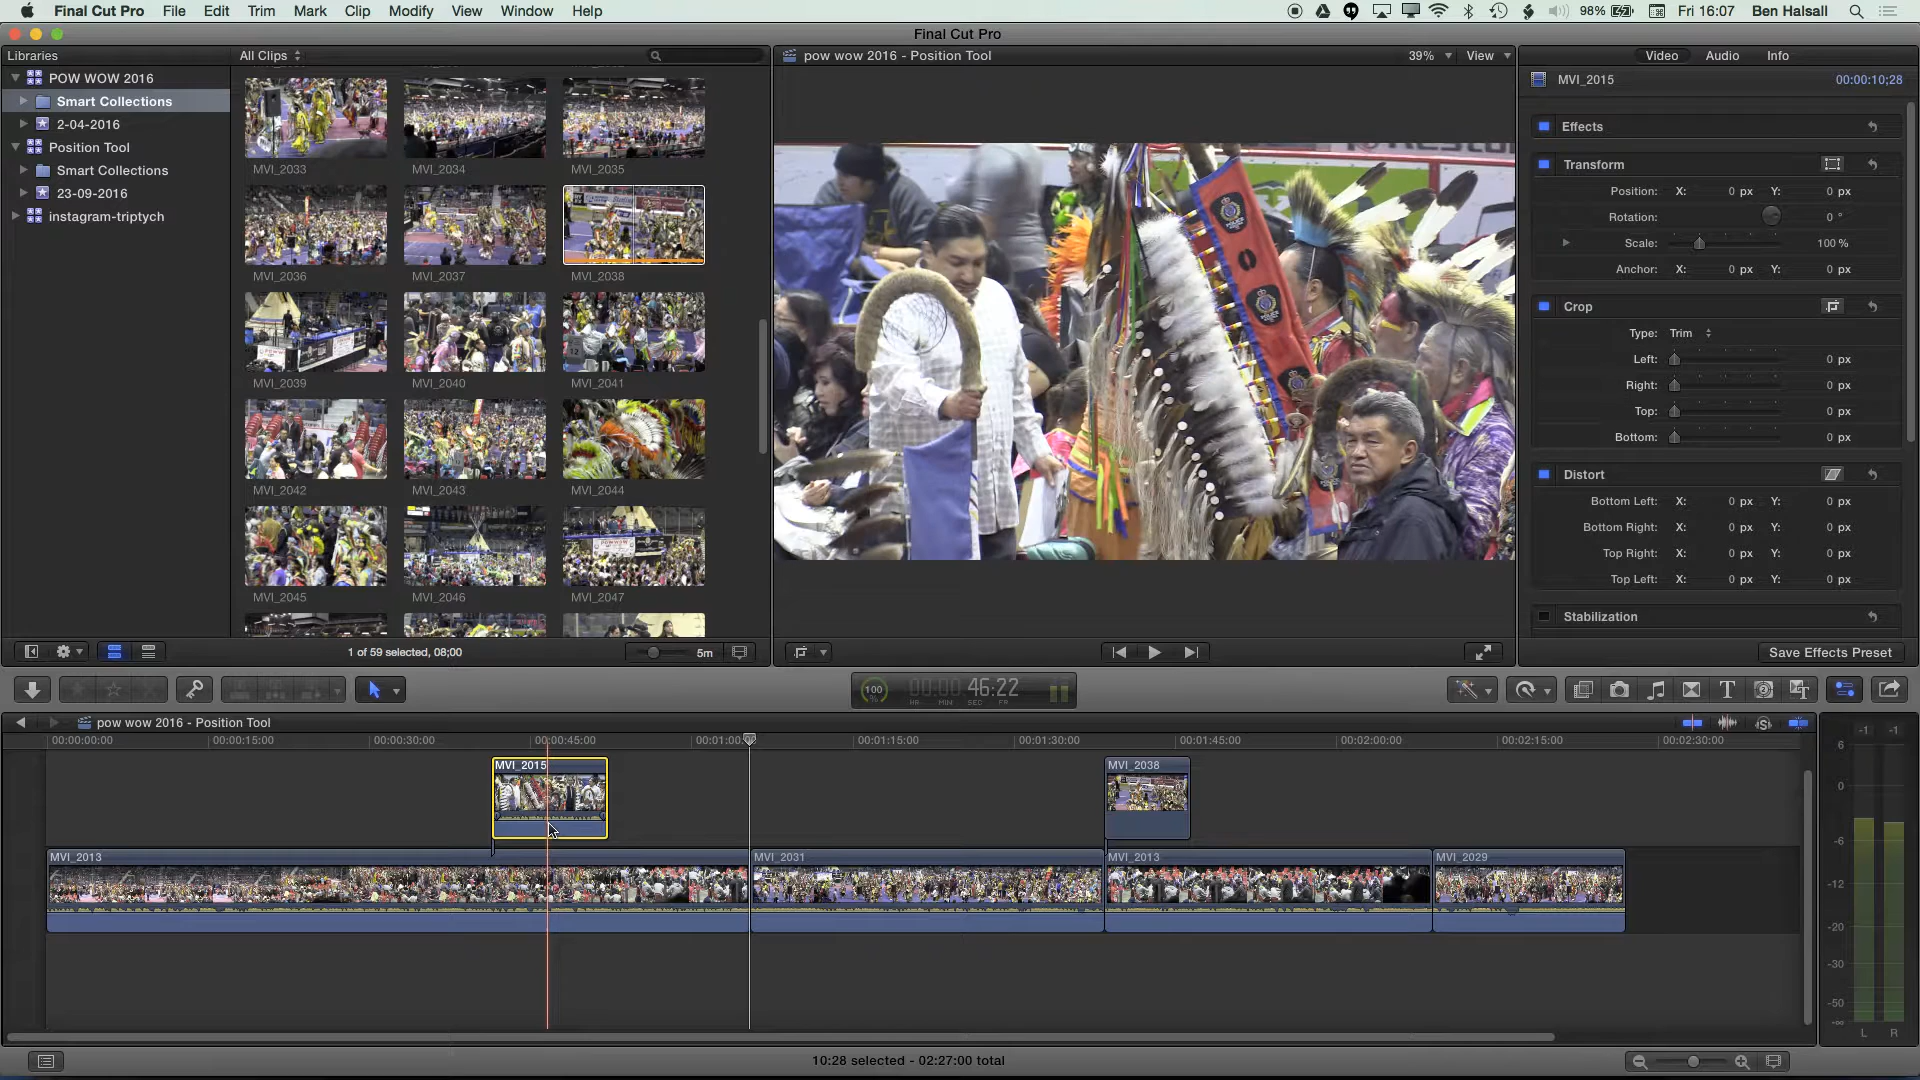 Final Cut Pro File Edit Trim Mark Clip Modify View Window Help 98% Fri 16:07 Ben Halsall
Final Cut Pro
Libraries
All Clips
pow wow 2016 - Position Tool
39% View
Video Audio Info
POW WOW 2016
Smart Collections
2-04-2016
Position Tool
Smart Collections
23-09-2016
instagram-triptych
MVI_2033 MVI_2034 MVI_2035
MVI_2036 MVI_2037 MVI_2038
MVI_2039 MVI_2040 MVI_2041
MVI_2042 MVI_2043 MVI_2044
MVI_2045 MVI_2046 MVI_2047
1 of 59 selected, 08;00
5m
MVI_2015 00:00:10;28
Effects
Transform
Position: X: 0 px Y: 0 px
Rotation: 0 °
Scale: 100 %
Anchor: X: 0 px Y: 0 px
Crop
Type: Trim
Left: 0 px
Right: 0 px
Top: 0 px
Bottom: 0 px
Distort
Bottom Left: X: 0 px Y: 0 px
Bottom Right: X: 0 px Y: 0 px
Top Right: X: 0 px Y: 0 px
Top Left: X: 0 px Y: 0 px
Stabilization
Save Effects Preset
100 % 00:00:46:22
HR MIN SEC FR
pow wow 2016 - Position Tool
00:00:00:00 00:00:15:00 00:00:30:00 00:00:45:00 00:01:00: 00:01:15:00 00:01:30:00 00:01:45:00 00:02:00:00 00:02:15:00 00:02:30:00
MVI_2015 MVI_2038
MVI_2013 MVI_2031 MVI_2013 MVI_2029
-1 -1
6
0
-6
-12
-20
-30
-50
-∞
L R
10:28 selected - 02:27:00 total